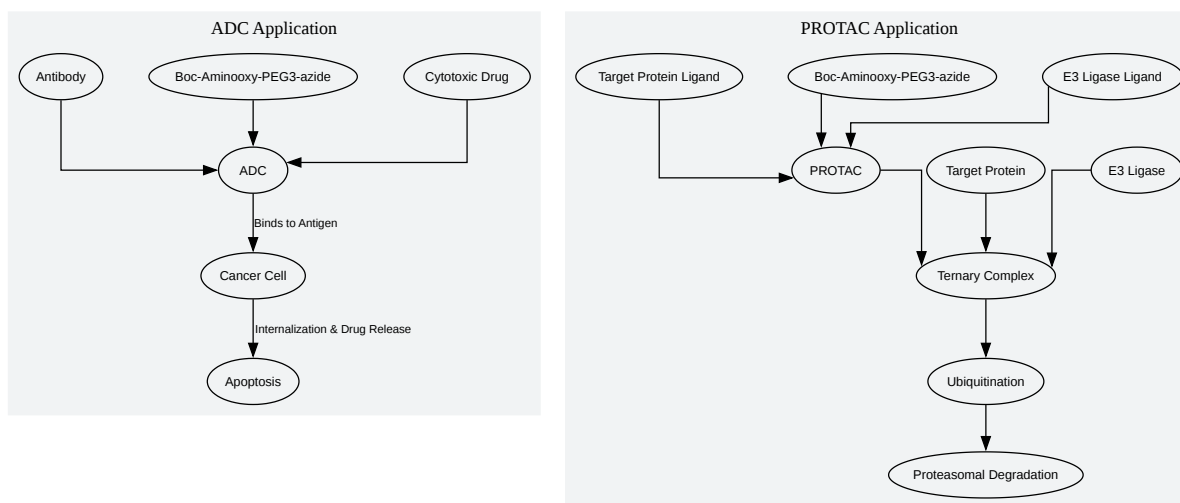 ADC Application
Antibody
Boc-Aminooxy-PEG3-azide
Cytotoxic Drug
ADC
Binds to Antigen
Cancer Cell
Internalization & Drug Release
Apoptosis
PROTAC Application
Target Protein Ligand
Boc-Aminooxy-PEG3-azide
E3 Ligase Ligand
PROTAC
Target Protein
E3 Ligase
Ternary Complex
Ubiquitination
Proteasomal Degradation